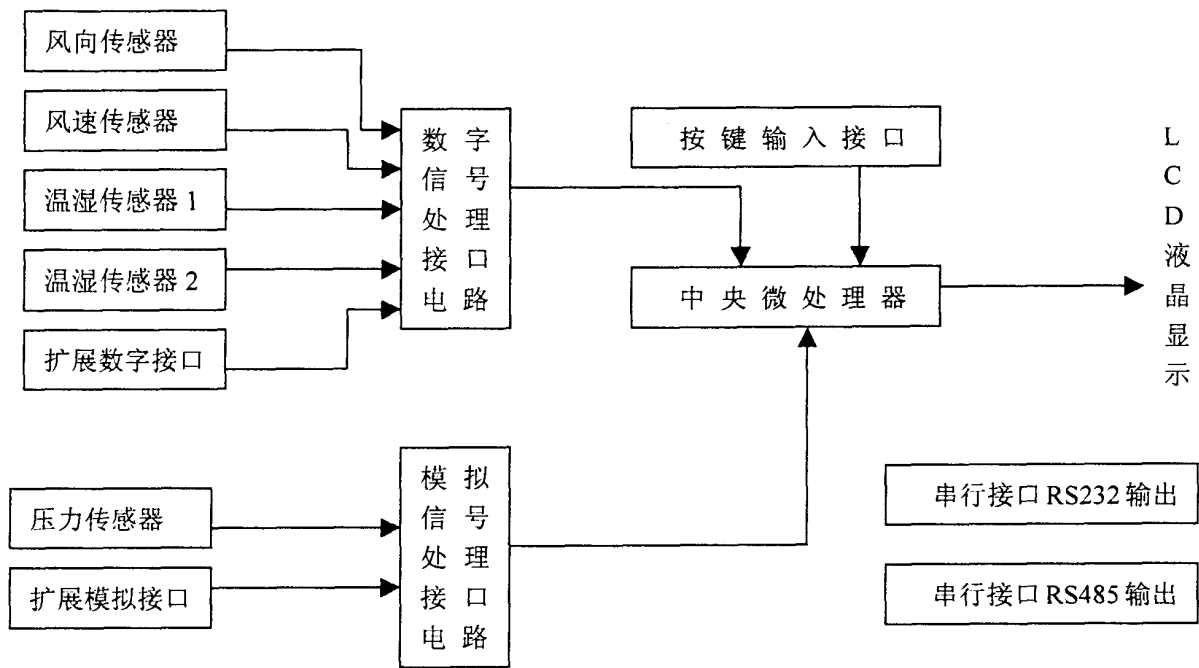 风向传感器
风速传感器
温湿传感器1
温湿传感器2
扩展数字接口
数字
信号
处理
接口
电路
按键输入接口
中央微处理器
L
C
D
液
晶
显
示
压力传感器
扩展模拟接口
模拟
信号
处理
接口
电路
串行接口RS232输出
串行接口RS485输出